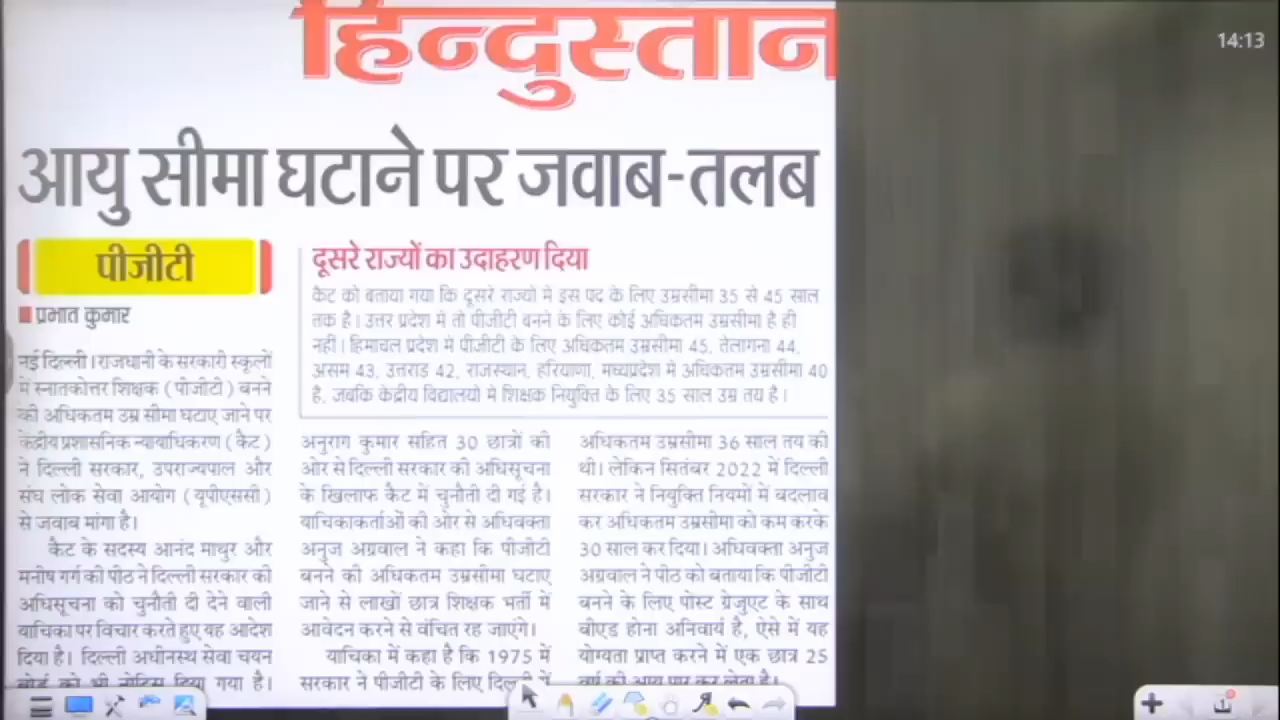 हिन्दुस्तान
14:13
आयु सीमा घटाने पर जवाब-तलब
पीजीटी
प्रभात कुमार
नई दिल्ली। राजधानी के सरकारी स्कूलों
में स्नातकोत्तर शिक्षक (पीजीटी) बनने
की अधिकतम उम्र सीमा घटाए जाने पर
केंद्रीय प्रशासनिक न्यायाधिकरण (कैट)
ने दिल्ली सरकार, उपराज्यपाल और
संघ लोक सेवा आयोग (यूपीएससी)
से जवाब मांगा है।
कैट के सदस्य आनंद माथुर और
मनीष गर्ग की पीठ ने दिल्ली सरकार की
अधिसूचना को चुनौती दी देने वाली
याचिका पर विचार करते हुए यह आदेश
दिया है। दिल्ली अधीनस्थ सेवा चयन
बोर्ड को भी नोटिस दिया गया है।
दूसरे राज्यों का उदाहरण दिया
कैट को बताया गया कि दूसरे राज्यों में इस पद के लिए उम्रसीमा 35 से 45 साल
तक है। उत्तर प्रदेश में तो पीजीटी बनने के लिए कोई अधिकतम उम्रसीमा है ही
नहीं। हिमाचल प्रदेश में पीजीटी के लिए अधिकतम उम्रसीमा 45, तेलंगाना 44,
असम 43, उत्तराखंड 42, राजस्थान, हरियाणा, मध्यप्रदेश में अधिकतम उम्रसीमा 40
है, जबकि केंद्रीय विद्यालयों में शिक्षक नियुक्ति के लिए 35 साल उम्र तय है।
अनुराग कुमार सहित 30 छात्रों की
ओर से दिल्ली सरकार की अधिसूचना
के खिलाफ कैट में चुनौती दी गई है।
याचिकाकर्ताओं की ओर से अधिवक्ता
अनुज अग्रवाल ने कहा कि पीजीटी
बनने की अधिकतम उम्रसीमा घटाए
जाने से लाखों छात्र शिक्षक भर्ती में
आवेदन करने से वंचित रह जाएंगे।
याचिका में कहा है कि 1975 में
सरकार ने पीजीटी के लिए दिल्ली में
अधिकतम उम्रसीमा 36 साल तय की
थी। लेकिन सितंबर 2022 में दिल्ली
सरकार ने नियुक्ति नियमों में बदलाव
कर अधिकतम उम्रसीमा को कम करके
30 साल कर दिया। अधिवक्ता अनुज
अग्रवाल ने पीठ को बताया कि पीजीटी
बनने के लिए पोस्ट ग्रेजुएट के साथ
बीएड होना अनिवार्य है, ऐसे में यह
योग्यता प्राप्त करने में एक छात्र 25
वर्ष की आयु पार कर लेता है।